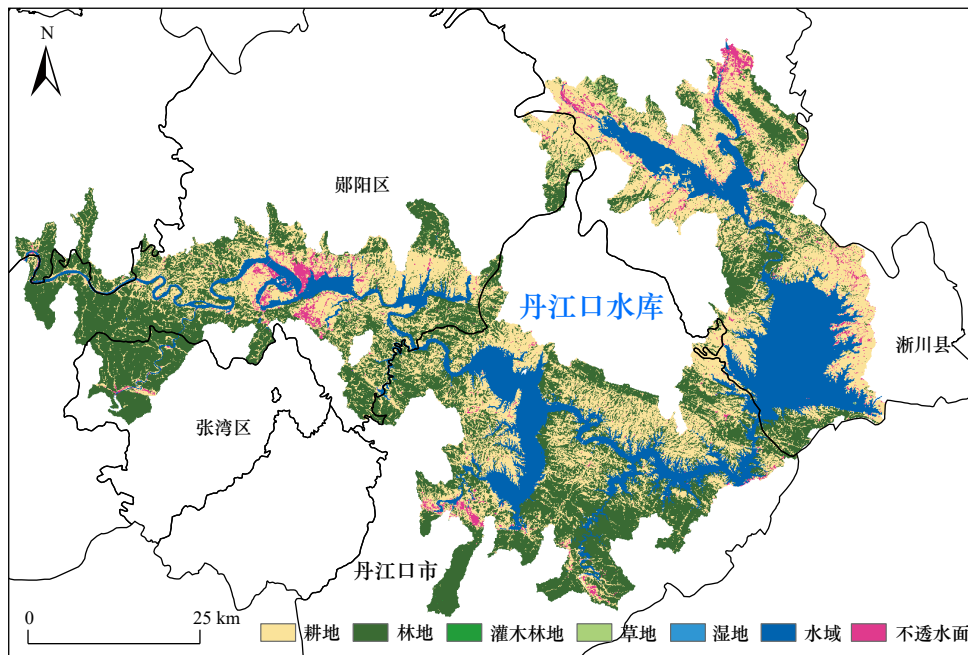 N
郧阳区
丹江口水库
淅川县
张湾区
丹江口市
0 25 km
耕地 林地 灌木林地 草地 湿地 水域 不透水面